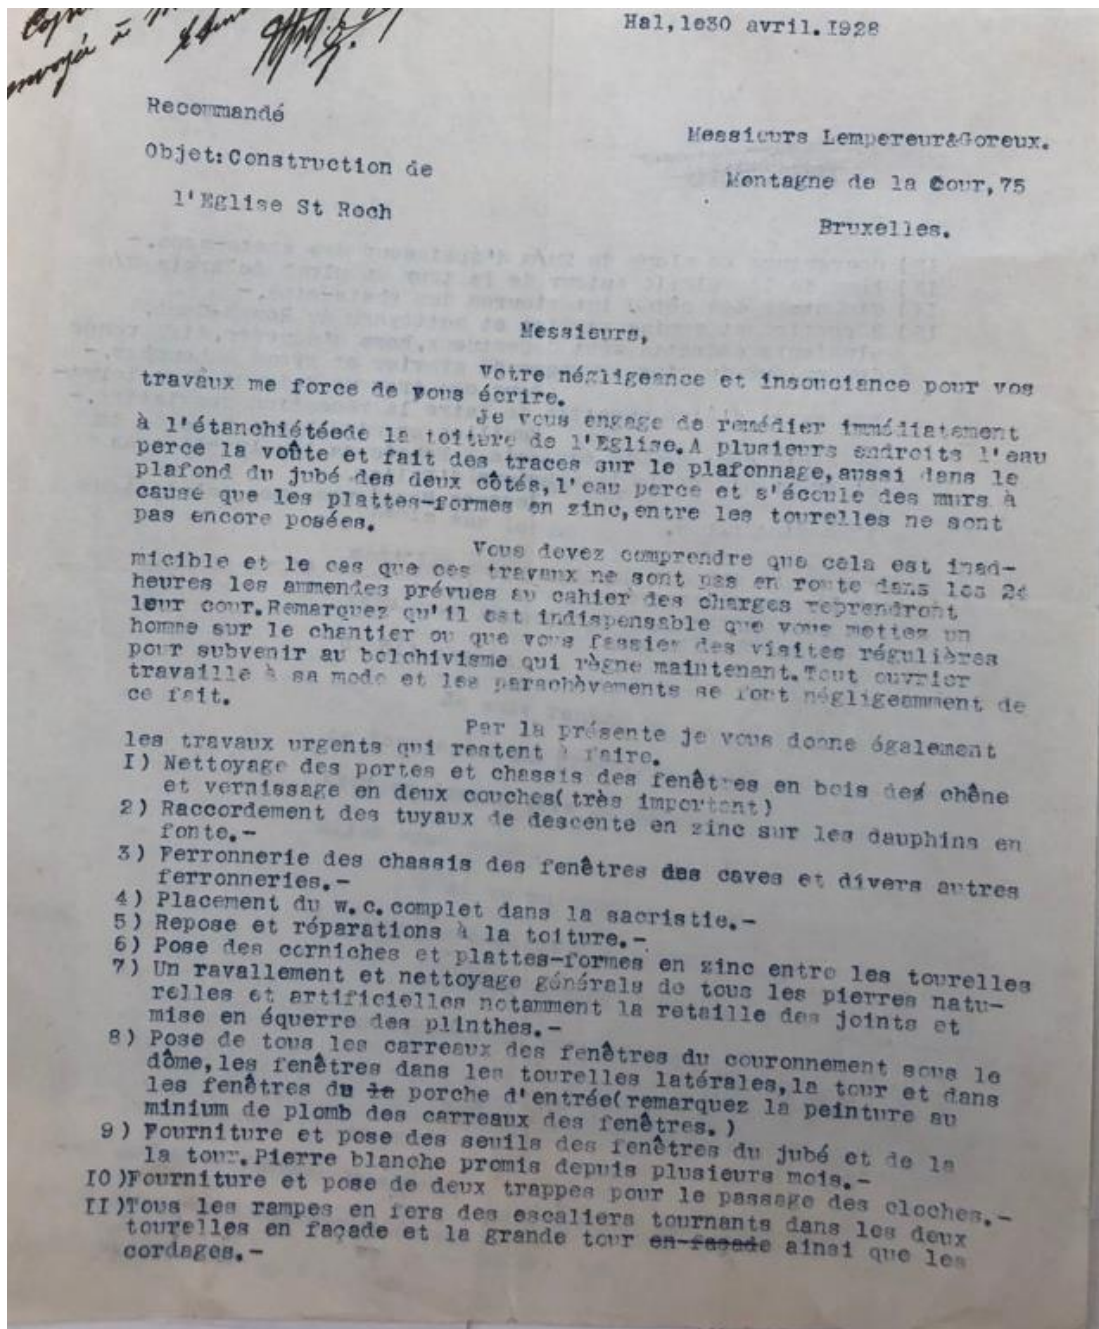 Hal,le30 avril.I928
envoyée à
Recommandé
Messieurs Lempereur&Goreux.
Objet:Construction de
Montagne de la Cour,75
l'Eglise St Roch
Bruxelles.
Messieurs,
Votre négligeance et insouciance pour vos
travaux me force de vous écrire.
Je vous engage de remédier immédiatement
à l'étanchiétéede la toiture de l'Eglise.A plusieurs endroits l'eau
perce la voûte et fait des traces sur le plafonnage,aussi dans le
plafond du jubé des deux côtés,l'eau perce et s'écoule des murs à
cause que les plattes-formes en zinc,entre les tourelles ne sont
pas encore posées.
Vous devez comprendre que cela est inad-
micible et le cas que ces travaux ne sont pas en route dans les 24
heures les ammendes prévues au cahier des charges reprendront
leur cour.Remarquez qu'il est indispensable que vous mettez un
homme sur le chantier ou que vous fassiez des visites régulières
pour subvenir au bolchivisme qui règne maintenant.Tout ouvrier
travaille à sa mode et les parachèvements se font négligeamment de
ce fait.
Par la présente je vous donne également
les travaux urgents qui restent à faire.
I) Nettoyage des portes et chassis des fenêtres en bois des chêne
et vernissage en deux couches(très important)
2) Raccordement des tuyaux de descente en zinc sur les dauphins en
fonte.-
3) Ferronnerie des chassis des fenêtres des caves et divers autres
ferronneries.-
4) Placement du w.c.complet dans la sacristie.-
5) Repose et réparations à la toiture.-
6) Pose des corniches et plattes-formes en zinc entre les tourelles
7) Un ravallement et nettoyage générals de tous les pierres natu-
relles et artificielles notamment la retaille des joints et
mise en équerre des plinthes.-
8) Pose de tous les carreaux des fenêtres du couronnement sous le
dôme,les fenêtres dans les tourelles latérales,la tour et dans
les fenêtres du le porche d'entrée(remarquez la peinture au
minium de plomb des carreaux des fenêtres.)
9) Fourniture et pose des seuils des fenêtres du jubé et de la
la tour.Pierre blanche promis depuis plusieurs mois.-
IO)Fourniture et pose de deux trappes pour le passage des cloches.-
II)Tous les rampes en fers des escaliers tournants dans les deux
tourelles en façade et la grande tour en façade ainsi que les
cordages.-